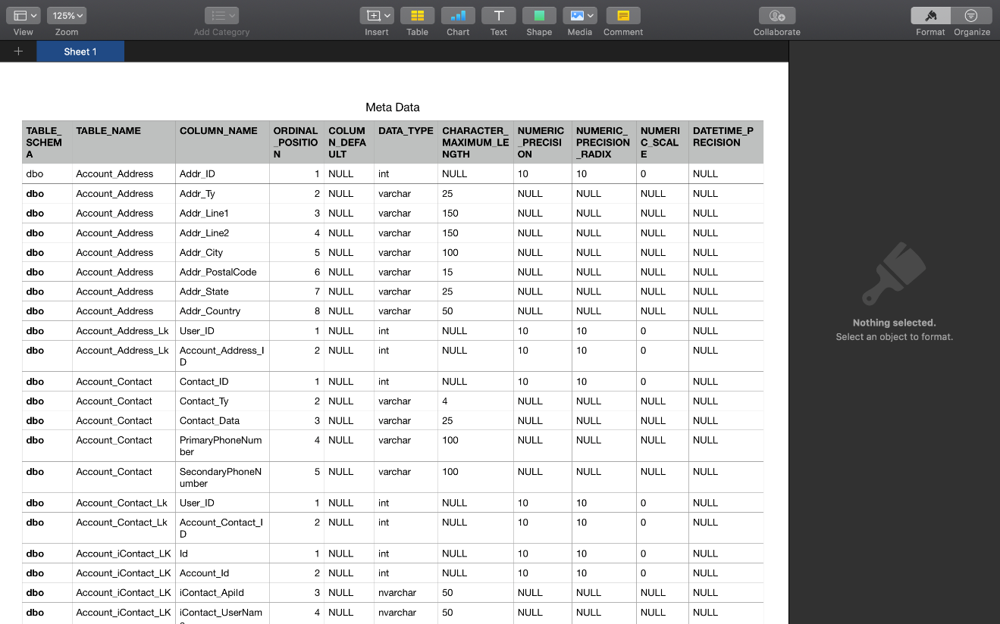 125%
View Zoom Add Category Insert Table Chart Text Shape Media Comment Collaborate Format Organize
+ Sheet 1
Meta Data
TABLE_SCHEMA TABLE_NAME COLUMN_NAME ORDINAL_POSITION COLUMN_DEFAULT DATA_TYPE CHARACTER_MAXIMUM_LENGTH NUMERIC_PRECISION NUMERIC_PRECISION_RADIX NUMERIC_SCALE DATETIME_PRECISION
dbo Account_Address Addr_ID 1 NULL int NULL 10 10 0 NULL
dbo Account_Address Addr_Ty 2 NULL varchar 25 NULL NULL NULL NULL
dbo Account_Address Addr_Line1 3 NULL varchar 150 NULL NULL NULL NULL
dbo Account_Address Addr_Line2 4 NULL varchar 150 NULL NULL NULL NULL
dbo Account_Address Addr_City 5 NULL varchar 100 NULL NULL NULL NULL
dbo Account_Address Addr_PostalCode 6 NULL varchar 15 NULL NULL NULL NULL
dbo Account_Address Addr_State 7 NULL varchar 25 NULL NULL NULL NULL
dbo Account_Address Addr_Country 8 NULL varchar 50 NULL NULL NULL NULL
dbo Account_Address_Lk User_ID 1 NULL int NULL 10 10 0 NULL
dbo Account_Address_Lk Account_Address_ID 2 NULL int NULL 10 10 0 NULL
dbo Account_Contact Contact_ID 1 NULL int NULL 10 10 0 NULL
dbo Account_Contact Contact_Ty 2 NULL varchar 4 NULL NULL NULL NULL
dbo Account_Contact Contact_Data 3 NULL varchar 25 NULL NULL NULL NULL
dbo Account_Contact PrimaryPhoneNumber 4 NULL varchar 100 NULL NULL NULL NULL
dbo Account_Contact SecondaryPhoneNumber 5 NULL varchar 100 NULL NULL NULL NULL
dbo Account_Contact_Lk User_ID 1 NULL int NULL 10 10 0 NULL
dbo Account_Contact_Lk Account_Contact_ID 2 NULL int NULL 10 10 0 NULL
dbo Account_iContact_LK Id 1 NULL int NULL 10 10 0 NULL
dbo Account_iContact_LK Account_Id 2 NULL int NULL 10 10 0 NULL
dbo Account_iContact_LK iContact_ApiId 3 NULL nvarchar 50 NULL NULL NULL NULL
dbo Account_iContact_LK iContact_UserNam 4 NULL nvarchar 50 NULL NULL NULL NULL
Nothing selected.
Select an object to format.